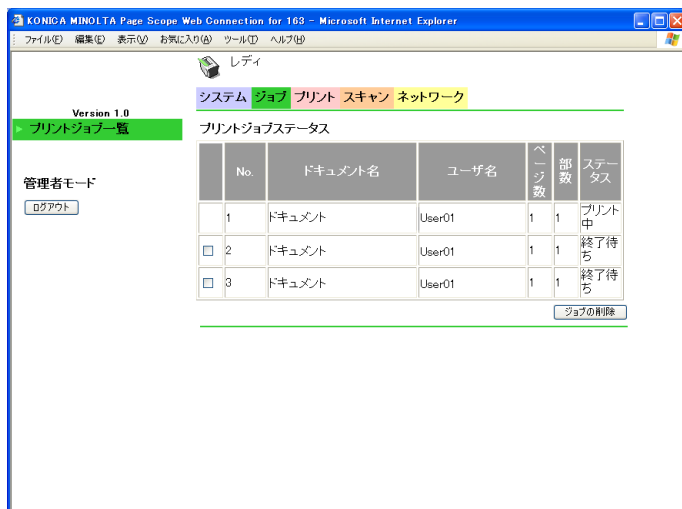 KONICA MINOLTA Page Scope Web Connection for 163 - Microsoft Internet Explorer
ファイル(F) 編集(E) 表示(V) お気に入り(A) ツール(T) ヘルプ(H)
レディ
システム ジョブ プリント スキャン ネットワーク
Version 1.0
プリントジョブ一覧
プリントジョブステータス
管理者モード
ログアウト
No. ドキュメント名 ユーザ名 ページ数 部数 ステータス
1 ドキュメント User01 1 1 プリント中
2 ドキュメント User01 1 1 終了待ち
3 ドキュメント User01 1 1 終了待ち
ジョブの削除